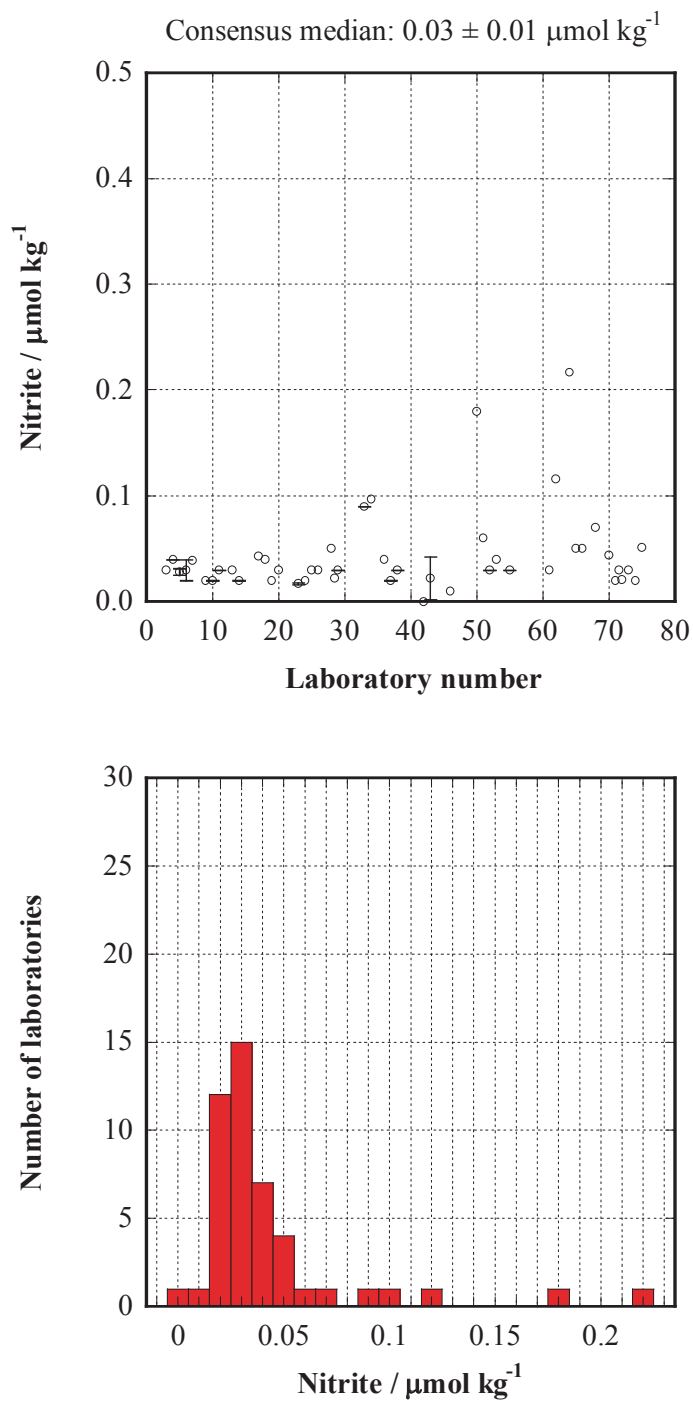 Consensus median: 0.03 ± 0.01 µmol kg-1
0.5
0.4
0.3
0.2
0.1
0.0
Nitrite / µmol kg-1
0 10 20 30 40 50 60 70 80
Laboratory number
30
25
20
15
10
5
0
Number of laboratories
0 0.05 0.1 0.15 0.2
Nitrite / µmol kg-1